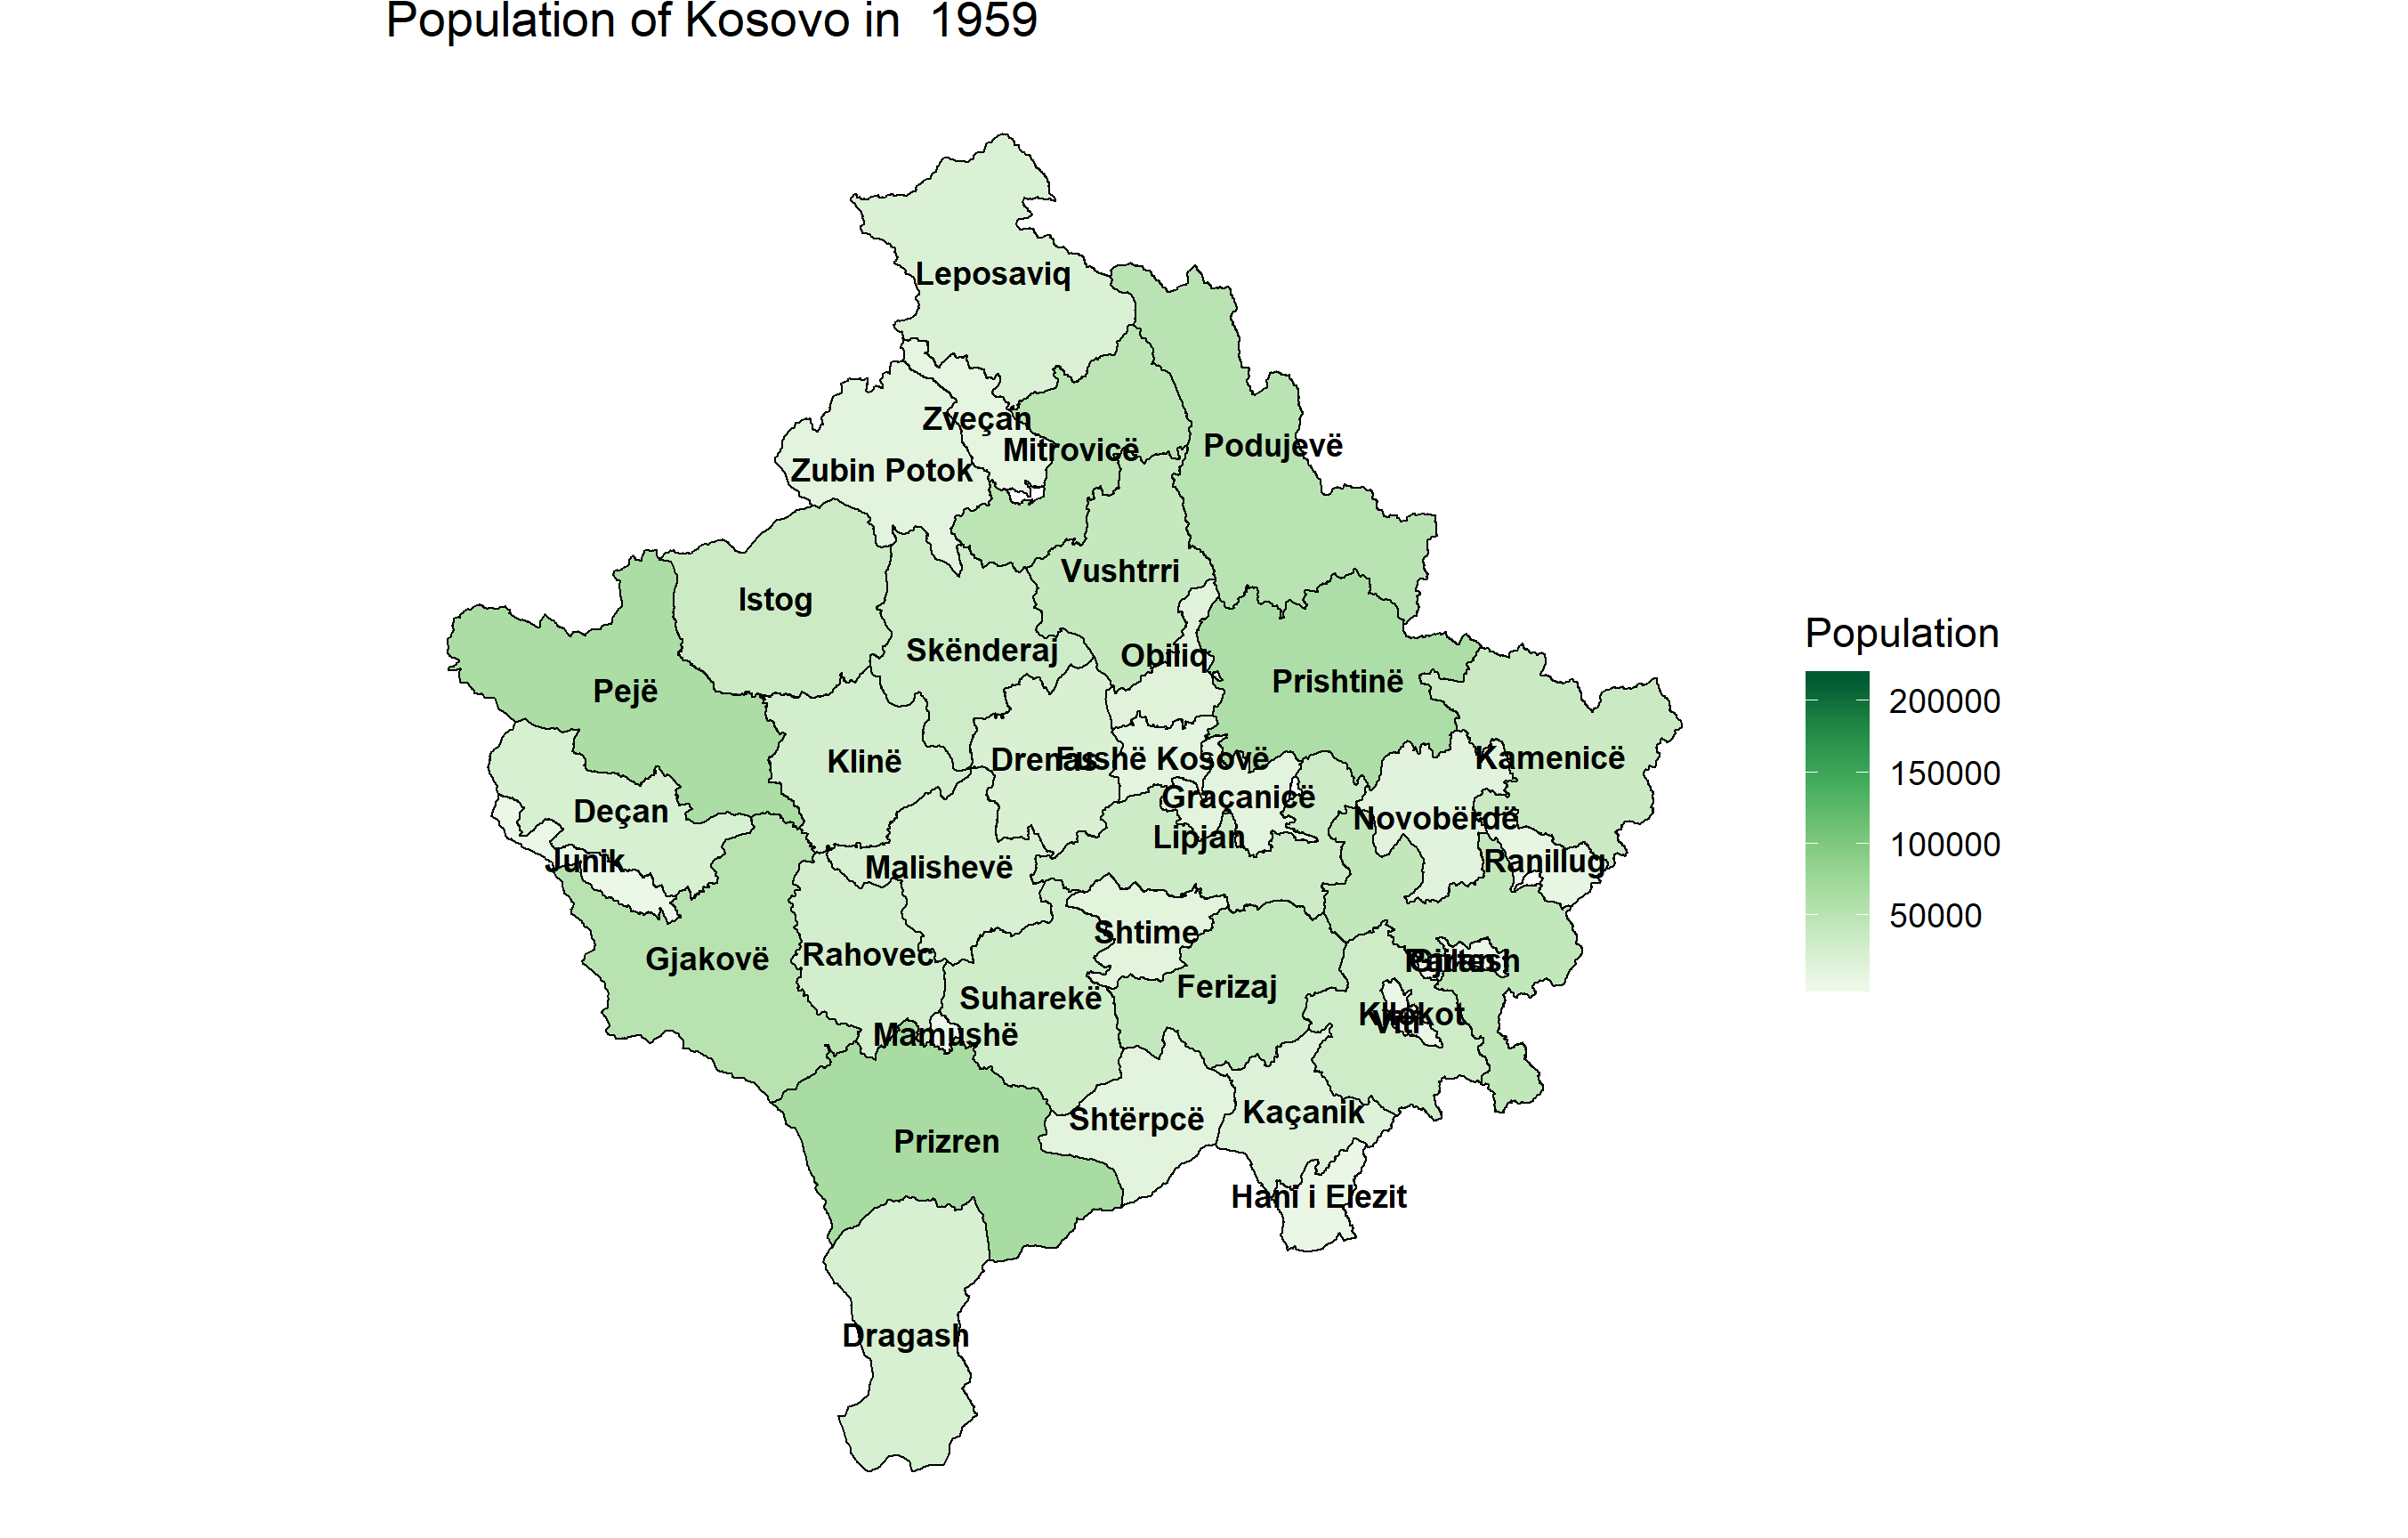 Population of Kosovo in 1959
Leposaviq
Zveçan
Mitrovicë
Podujevë
Zubin Potok
Vushtrri
Istog
Skënderaj
Obiliq
Prishtinë
Pejë
Klinë
Drenas
Fushë Kosovë
Kamenicë
Graçanicë
Deçan
Novobërdë
Lipjan
Junik
Malishevë
Ranillug
Shtime
Rahovec
Gjakovë
Gjilan
Partesh
Ferizaj
Suharekë
Kllokot
Viti
Mamushë
Kaçanik
Shtërpcë
Prizren
Hani i Elezit
Dragash
Population
200000
150000
100000
50000